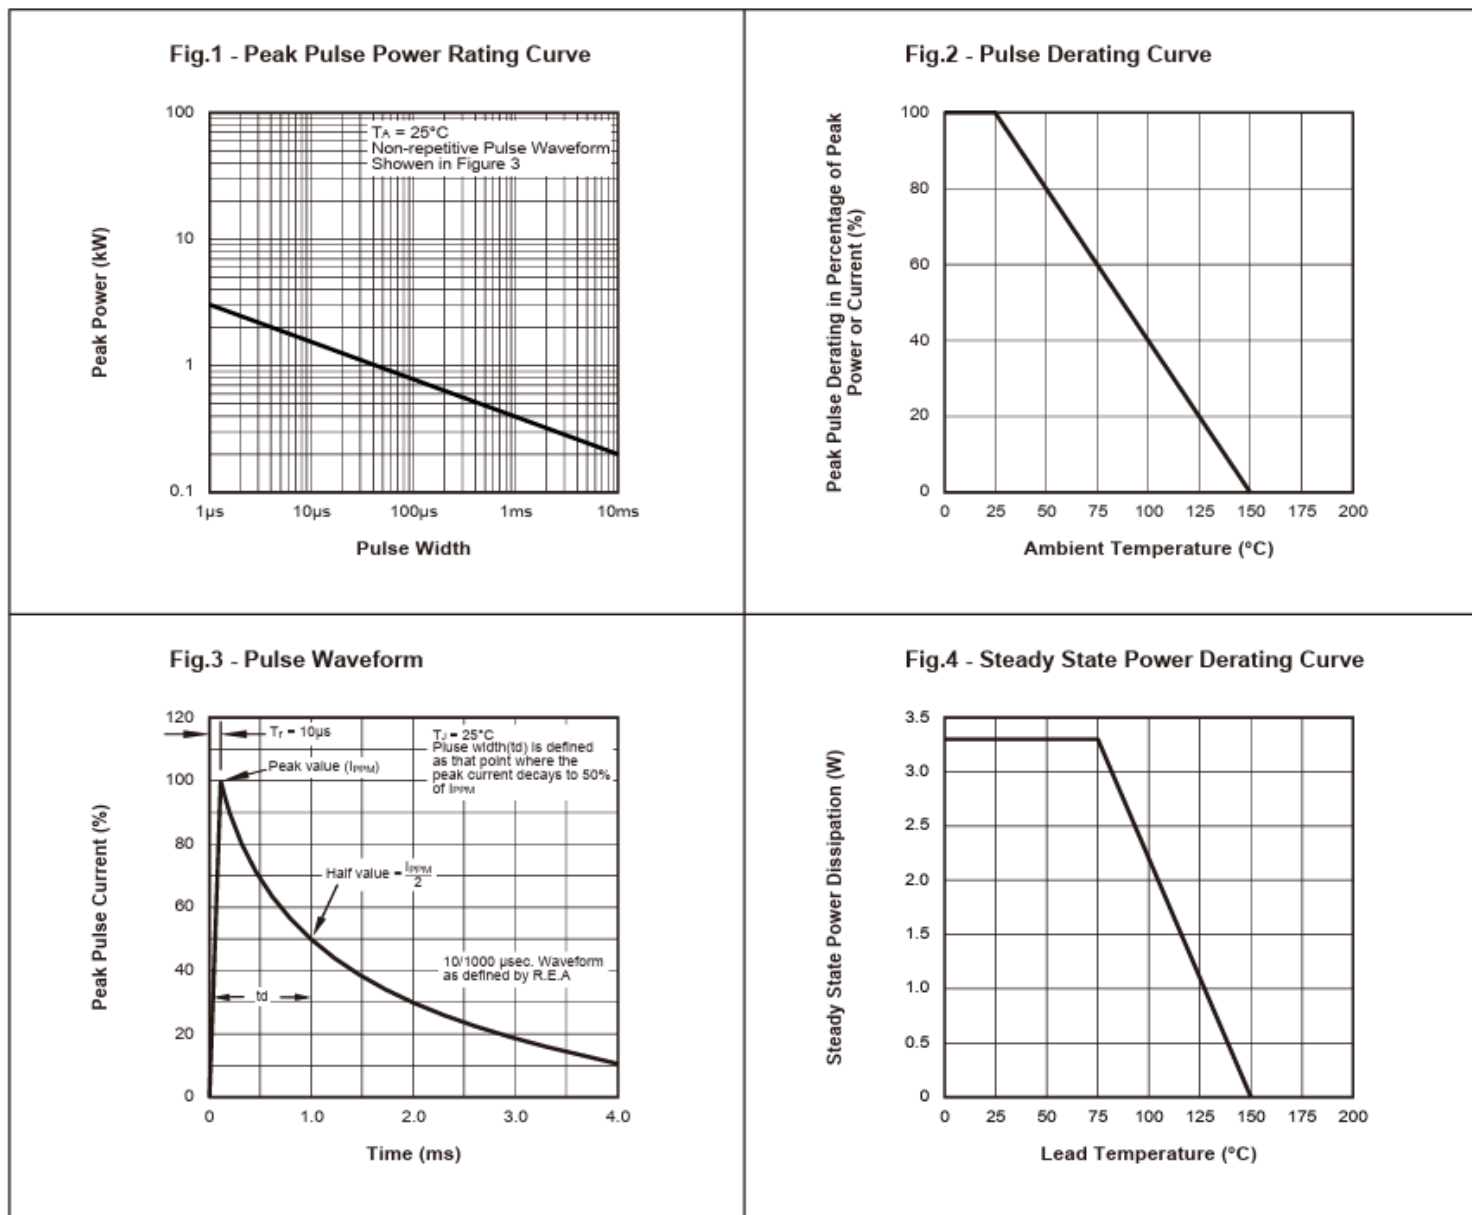 Fig.1 - Peak Pulse Power Rating Curve
100
10
1
0.1
Peak Power (kW)
TA = 25°C
Non-repetitive Pulse Waveform
Showen in Figure 3
1µs 10µs 100µs 1ms 10ms
Pulse Width
Fig.2 - Pulse Derating Curve
Peak Pulse Derating in Percentage of Peak
Power or Current (%)
100
80
60
40
20
0
0 25 50 75 100 125 150 175 200
Ambient Temperature (°C)
Fig.3 - Pulse Waveform
Peak Pulse Current (%)
120
100
80
60
40
20
0
Tr = 10µs
Peak value (IPPM)
TJ = 25°C
Pluse width(td) is defined
as that point where the
peak current decays to 50%
of IPPM
Half value = IPPM
2
10/1000 µsec. Waveform
as defined by R.E.A
td
0 1.0 2.0 3.0 4.0
Time (ms)
Fig.4 - Steady State Power Derating Curve
Steady State Power Dissipation (W)
3.5
3.0
2.5
2.0
1.5
1.0
0.5
0
0 25 50 75 100 125 150 175 200
Lead Temperature (°C)